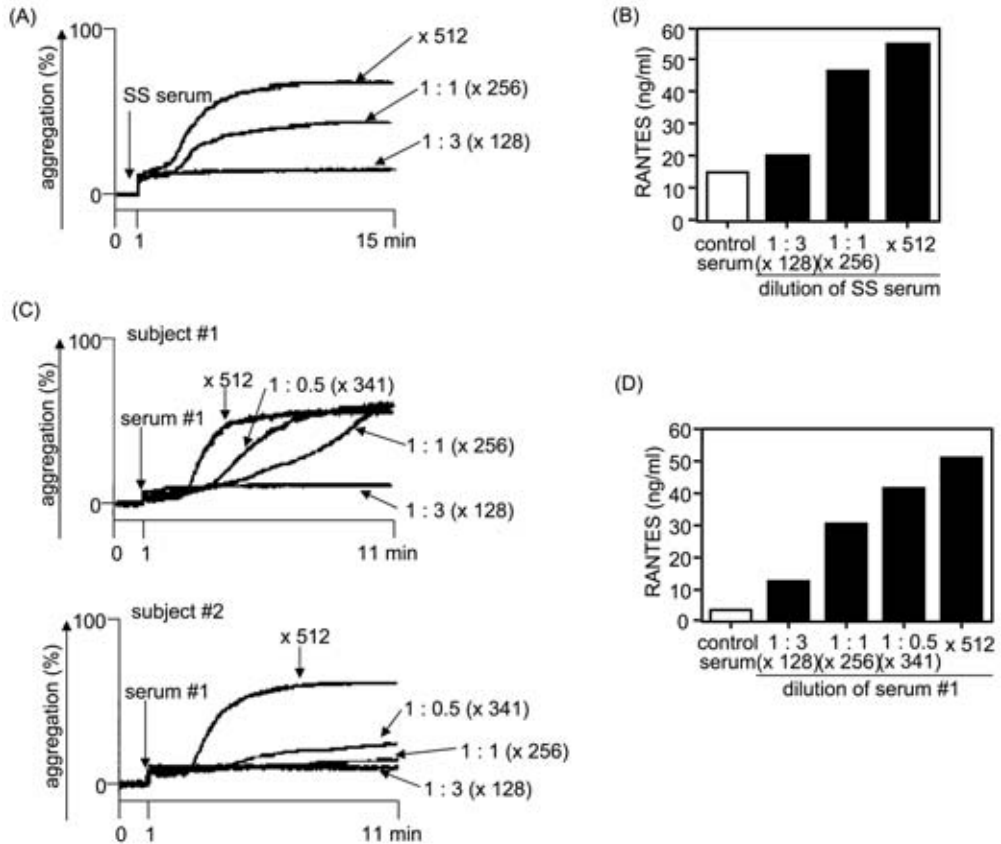 (A)
aggregation (%)
100
0
SS serum
x 512
1 : 1 (x 256)
1 : 3 (x 128)
0 1 15 min
(B)
RANTES (ng/ml)
60
50
40
30
20
10
0
control 1 : 3 1 : 1 x 512
serum (x 128) (x 256)
dilution of SS serum
(C)
subject #1
aggregation (%)
100
0
serum #1
x 512
1 : 0.5 (x 341)
1 : 1 (x 256)
1 : 3 (x 128)
0 1 11 min
subject #2
aggregation (%)
100
0
serum #1
x 512
1 : 0.5 (x 341)
1 : 1 (x 256)
1 : 3 (x 128)
0 1 11 min
(D)
RANTES (ng/ml)
60
50
40
30
20
10
0
control 1 : 3 1 : 1 1 : 0.5 x 512
serum (x 128) (x 256) (x 341)
dilution of serum #1